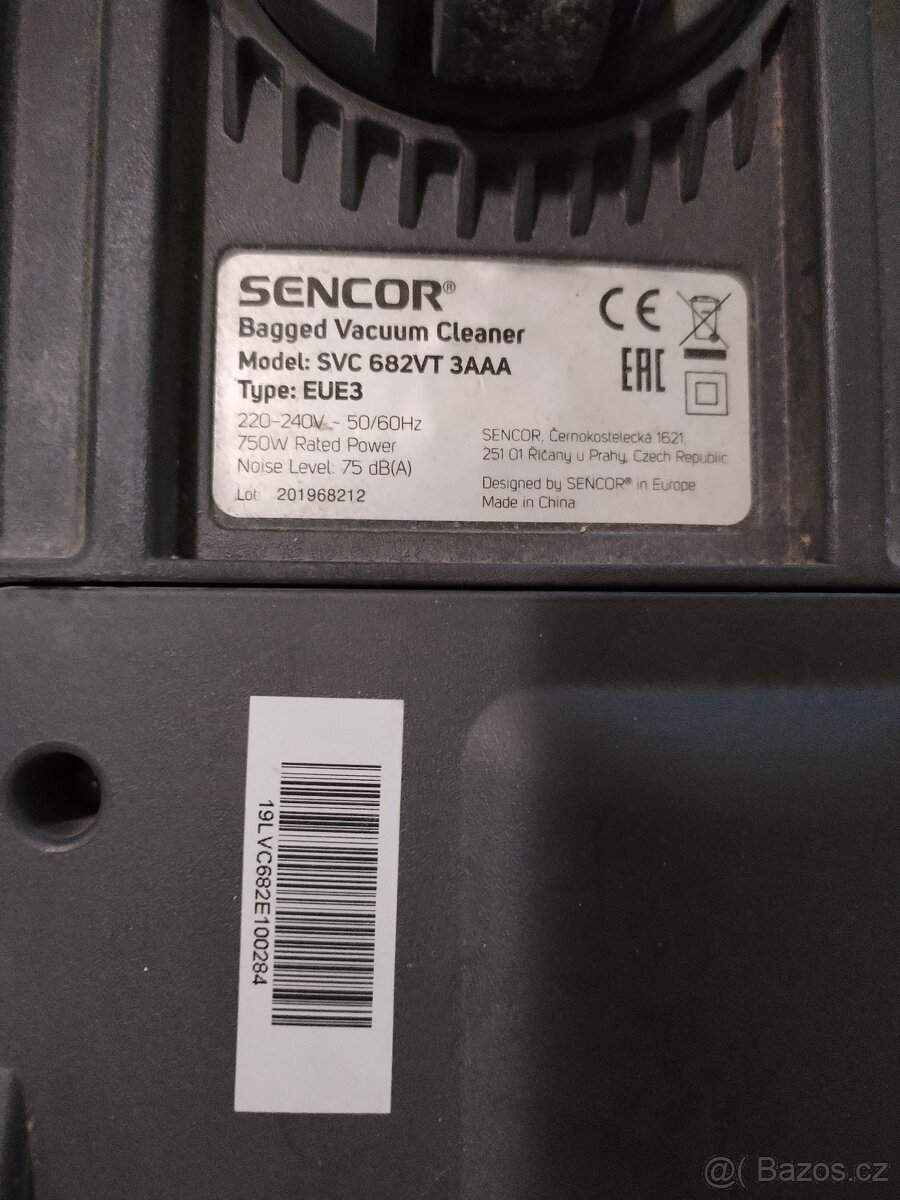 SENCOR®
Bagged Vacuum Cleaner
Model: SVC 682VT 3AAA
Type: EUE3
220-240V ~ 50/60Hz
750W Rated Power
Noise Level: 75 dB(A)
Lot: 201968212
CE
EAC
SENCOR, Černokostelecká 1621,
251 01 Říčany u Prahy, Czech Republic
Designed by SENCOR® in Europe
Made in China
19LVC682E100284
@( Bazos.cz